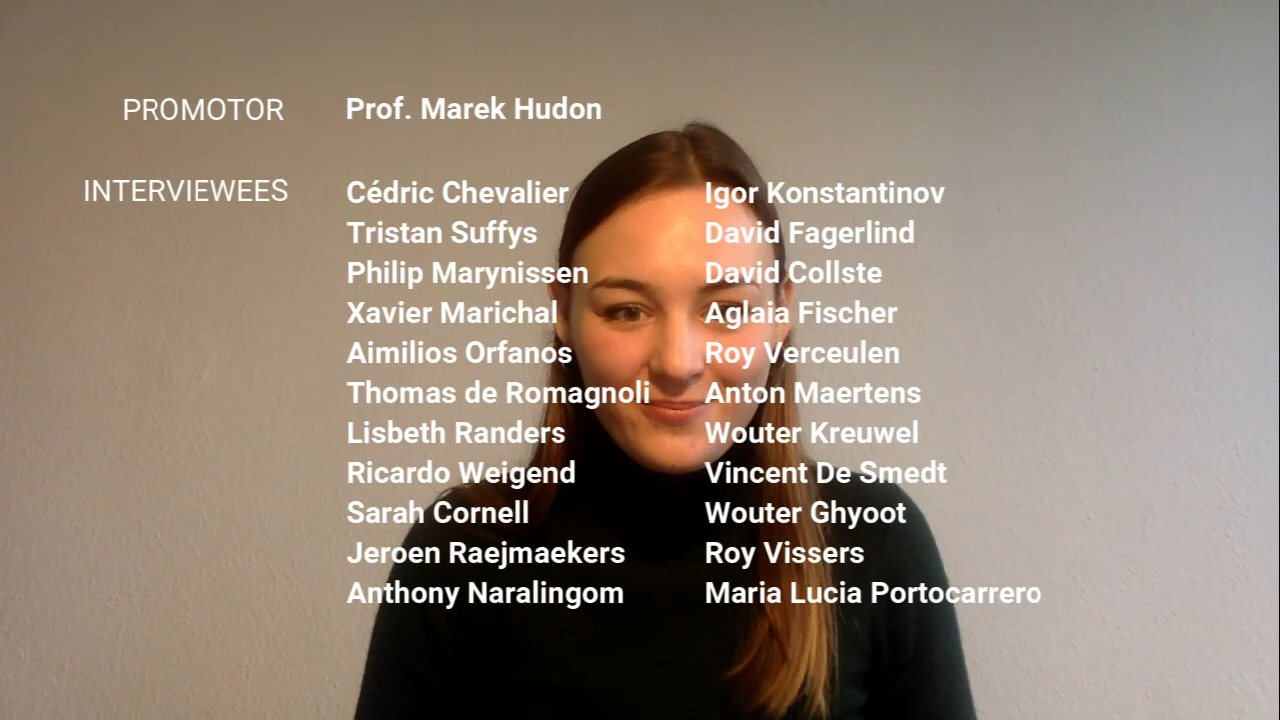 PROMOTOR Prof. Marek Hudon
INTERVIEWEES Cédric Chevalier Igor Konstantinov
Tristan Suffys David Fagerlind
Philip Marynissen David Collste
Xavier Marichal Aglaia Fischer
Aimilios Orfanos Roy Verceulen
Thomas de Romagnoli Anton Maertens
Lisbeth Randers Wouter Kreuwel
Ricardo Weigend Vincent De Smedt
Sarah Cornell Wouter Ghyoot
Jeroen Raejmaekers Roy Vissers
Anthony Naralingom Maria Lucia Portocarrero